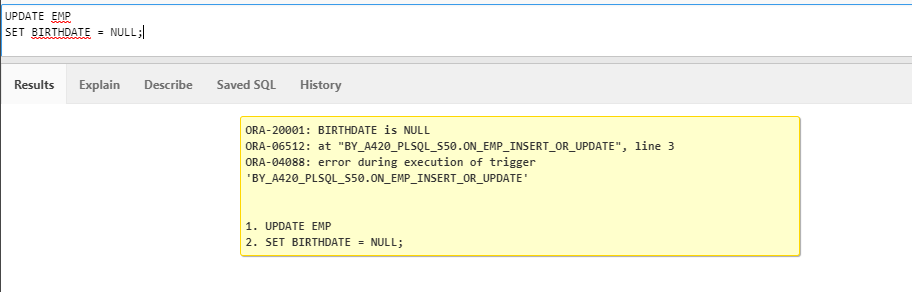 UPDATE EMP
SET BIRTHDATE = NULL;
Results Explain Describe Saved SQL History
ORA-20001: BIRTHDATE is NULL
ORA-06512: at "BY_A420_PLSQL_S50.ON_EMP_INSERT_OR_UPDATE", line 3
ORA-04088: error during execution of trigger
'BY_A420_PLSQL_S50.ON_EMP_INSERT_OR_UPDATE'
1. UPDATE EMP
2. SET BIRTHDATE = NULL;